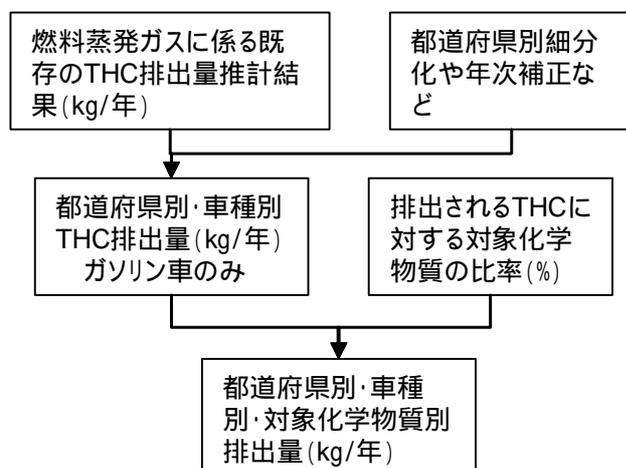 燃料蒸発ガスに係る既
存のTHC排出量推計結
果(kg/年)
都道府県別細分
化や年次補正な
ど
都道府県別･車種別
THC排出量(kg/年)
ガソリン車のみ
排出されるTHCに
対する対象化学
物質の比率(%)
都道府県別･車種
別･対象化学物質別
排出量(kg/年)